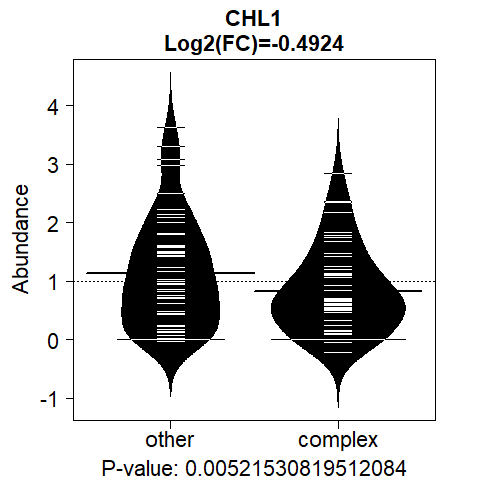 CHL1
Log2(FC)=-0.4924
Abundance
4
3
2
1
0
-1
other complex
P-value: 0.00521530819512084